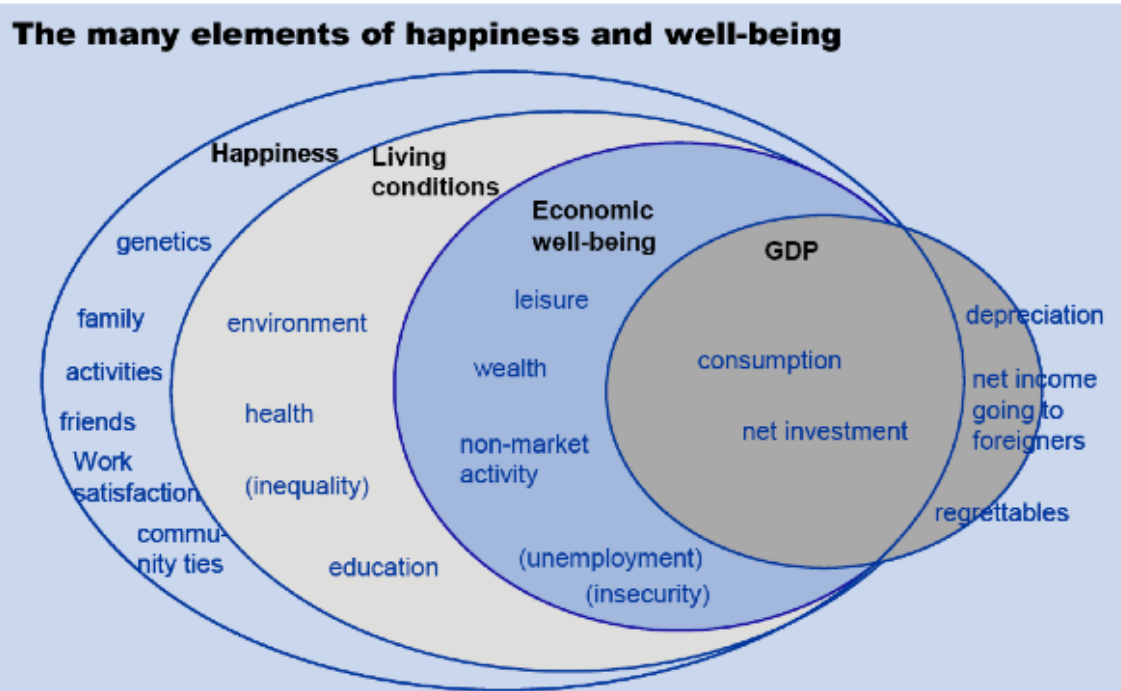 The many elements of happiness and well-being
Happiness
Living
conditions
Economic
well-being
GDP
genetics
family
activities
friends
Work
satisfaction
commu-
nity ties
environment
health
(inequality)
education
leisure
wealth
non-market
activity
(unemployment)
(insecurity)
consumption
net investment
depreciation
net income
going to
foreigners
regrettables